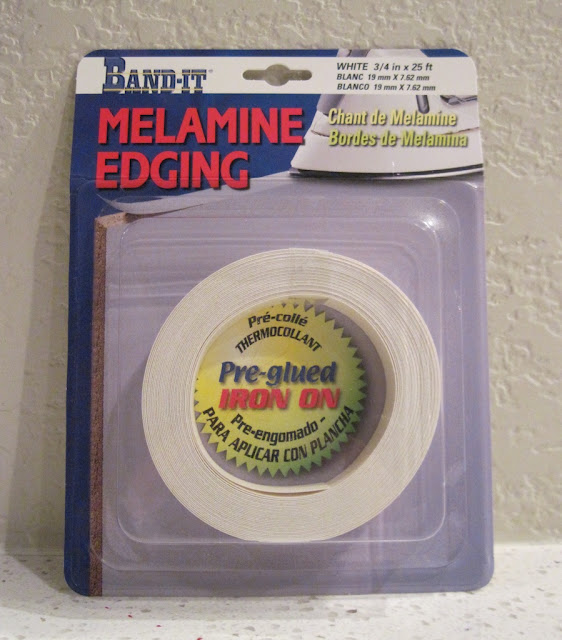 BAND-IT
WHITE 3/4 in x 25 ft
BLANC 19 mm X 7.62 mm
BLANCO 19 mm X 7.62 mm
MELAMINE
EDGING
Chant de Melamine
Bordes de Melamina
Pré-collé
THERMOCOLLANT
Pre-glued
IRON ON
Pre-engomado -
PARA APLICAR CON PLANCHA